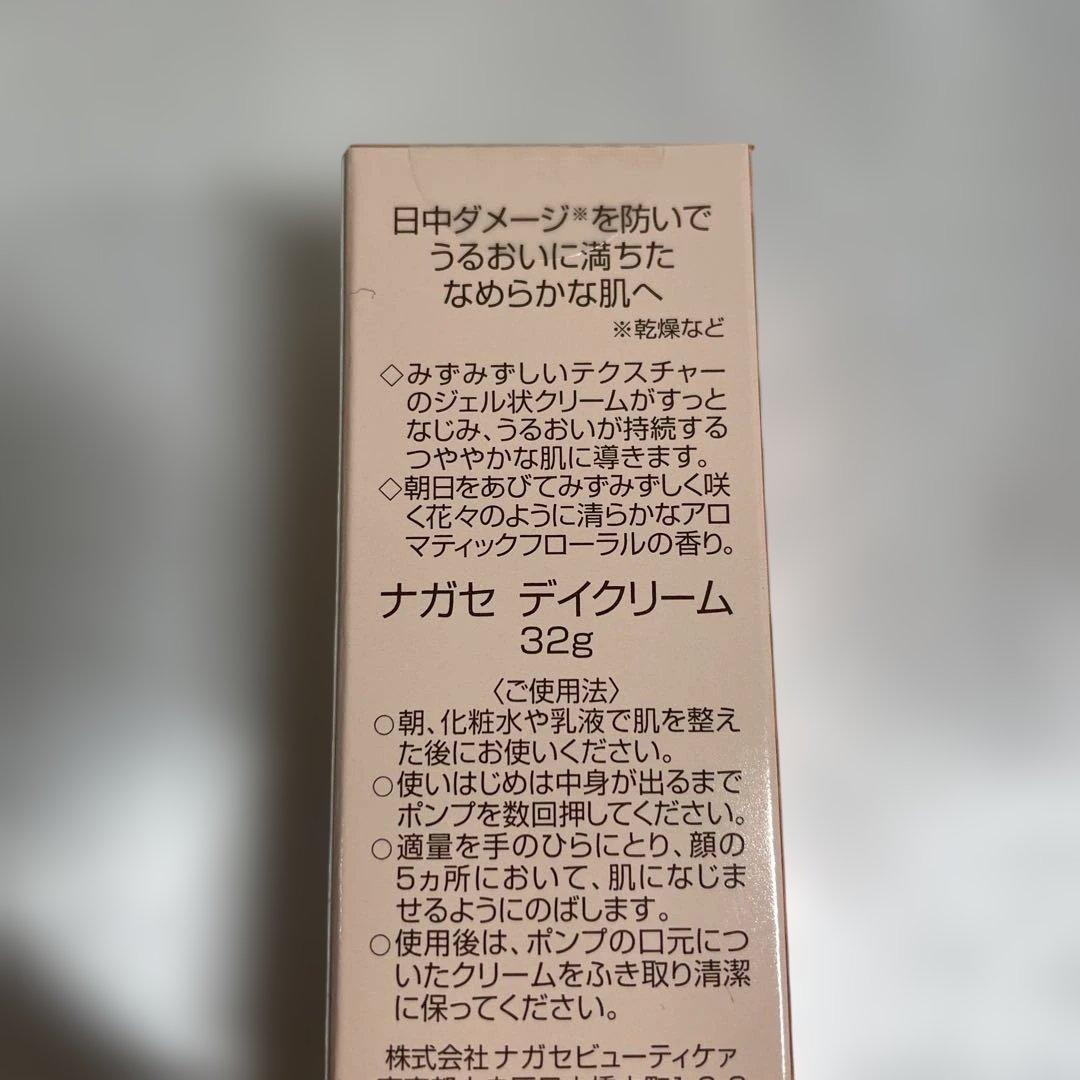 日中ダメージ※を防いで
うるおいに満ちた
なめらかな肌へ
※乾燥など
◇みずみずしいテクスチャー
のジェル状クリームがすっと
なじみ、うるおいが持続する
つややかな肌に導きます。
◇朝日をあびてみずみずしく咲
く花々のように清らかなアロ
マティックフローラルの香り。
ナガセ デイクリーム
32g
〈ご使用法〉
○朝、化粧水や乳液で肌を整え
た後にお使いください。
○使いはじめは中身が出るまで
ポンプを数回押してください。
○適量を手のひらにとり、顔の
5ヵ所において、肌になじま
せるようにのばします。
○使用後は、ポンプの口元につ
いたクリームをふき取り清潔
に保ってください。
株式会社ナガセビューティケァ